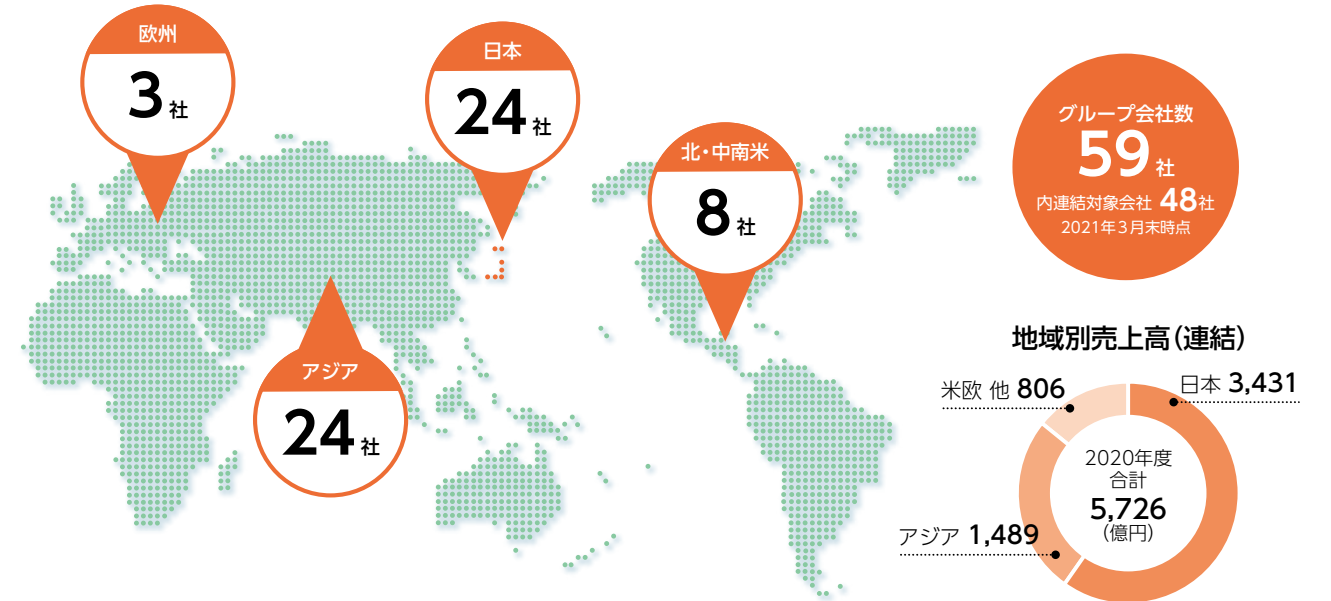 欧州
3社
日本
24社
北・中南米
8社
アジア
24社
グループ会社数
59社
内連結対象会社 48社
2021年3月末時点
地域別売上高(連結)
米欧 他 806
日本 3,431
2020年度
合計
5,726
(億円)
アジア 1,489